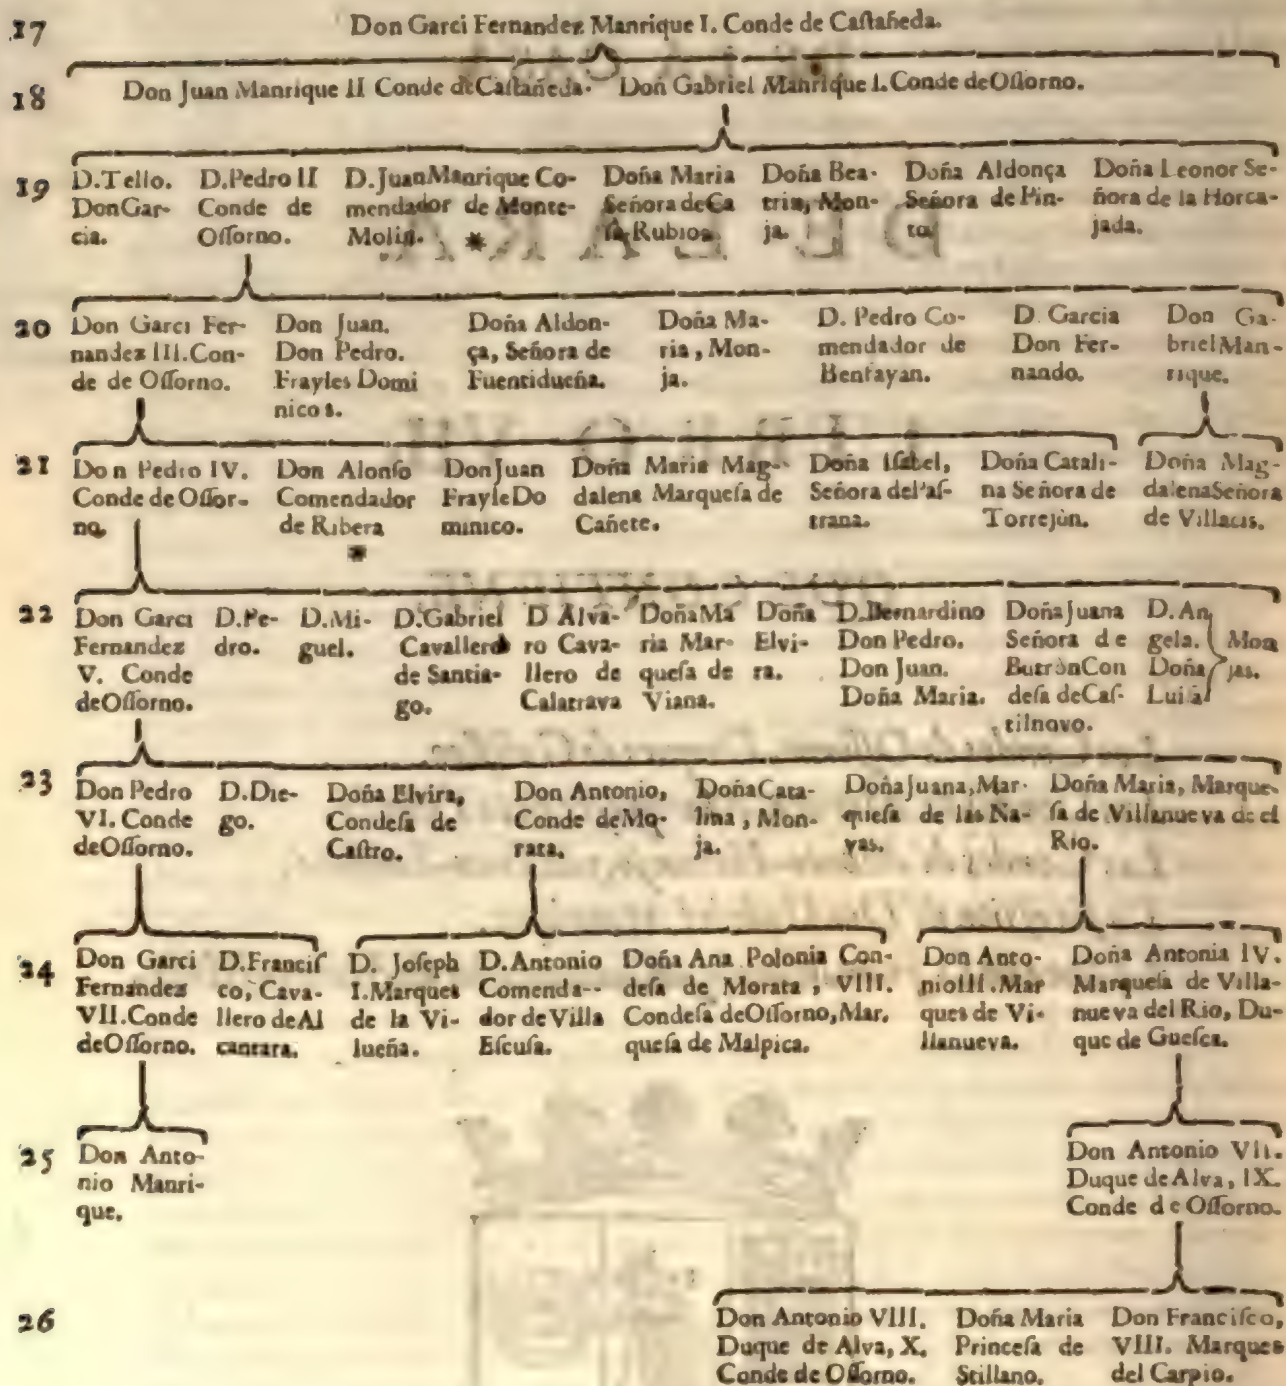 17 Don Garci Fernandez Manrique I. Conde de Caſtañeda.
18 Don Juan Manrique II Conde de Caſtañeda. Don Gabriel Manrique I. Conde de Oſſorno.
19
D. Tello.
Don Gar-
cia.
D. Pedro II
Conde de
Oſſorno.
D. Juan Manrique Co-
mendador de Monte-
Molin.
*
Doña Maria
Señora de Ca
ſa-Rubios.
Doña Bea-
triz, Mon-
ja.
Doña Aldonça
Señora de Pin-
to.
Doña Leonor Se-
ñora de la Horca-
jada.
20
Don Garci Fer-
nandez III. Con-
de de Oſſorno.
Don Juan.
Don Pedro.
Frayles Domi
nicos.
Doña Aldon-
ça, Señora de
Fuentidueña.
Doña Ma-
ria, Mon-
ja.
D. Pedro Co-
mendador de
Benfayan.
D. Garcia
Don Fer-
nando.
Don Ga-
briel Man-
rique.
21
Don Pedro IV.
Conde de Oſſor-
no.
Don Alonſo
Comendador
de Ribera
*
Don Juan
Frayle Do
minico.
Doña Maria Mag-
dalena Marqueſa de
Cañete.
Doña Iſabel,
Señora de Paſ-
trana.
Doña Catali-
na Señora de
Torrejòn.
Doña Mag-
dalena Señora
de Villacis.
22
Don Garci
Fernandez
V. Conde
de Oſſorno.
D. Pe-
dro.
D. Mi-
guel.
D. Gabriel
Cavallero
de Santia-
go.
D Alva-
ro Cava-
llero de
Calatrava
Doña Ma
ria Mar-
queſa de
Viana.
Doña
Elvi-
ra.
D. Bernardino
Don Pedro.
Don Juan.
Doña Maria.
Doña Juana
Señora de
Butròn Con
deſa de Caſ-
tilnovo.
D. An
gela.
Doña
Luiſa
Mon
jas.
23
Don Pedro
VI. Conde
de Oſſorno.
D. Die-
go.
Doña Elvira,
Condeſa de
Caſtro.
Don Antonio,
Conde de Mo-
rata.
Doña Cata-
lina, Mon-
ja.
Doña Juana, Mar-
queſa de las Na-
vas.
Doña Maria, Marque-
ſa de Villanueva de el
Rio.
24
Don Garci
Fernandez
VII. Conde
de Oſſorno.
D. Franciſ
co, Cava-
llero de Al
cantara.
D. Joſeph
I. Marques
de la Vi-
lueña.
D. Antonio
Comenda--
dor de Villa
Eſcuſa.
Doña Ana Polonia Con-
deſa de Morata, VIII.
Condeſa de Oſſorno, Mar-
queſa de Malpica.
Don Anto-
nio III. Mar
ques de Vi-
llanueva.
Doña Antonia IV.
Marqueſa de Villa-
nueva del Rio, Du-
que de Gueſca.
25
Don Anto-
nio Manri-
que.
Don Antonio VII.
Duque de Alva, IX.
Conde de Oſſorno.
26
Don Antonio VIII.
Duque de Alva, X.
Conde de Oſſorno.
Doña Maria
Princeſa de
Stillano.
Don Franciſco,
VIII. Marques
del Carpio.